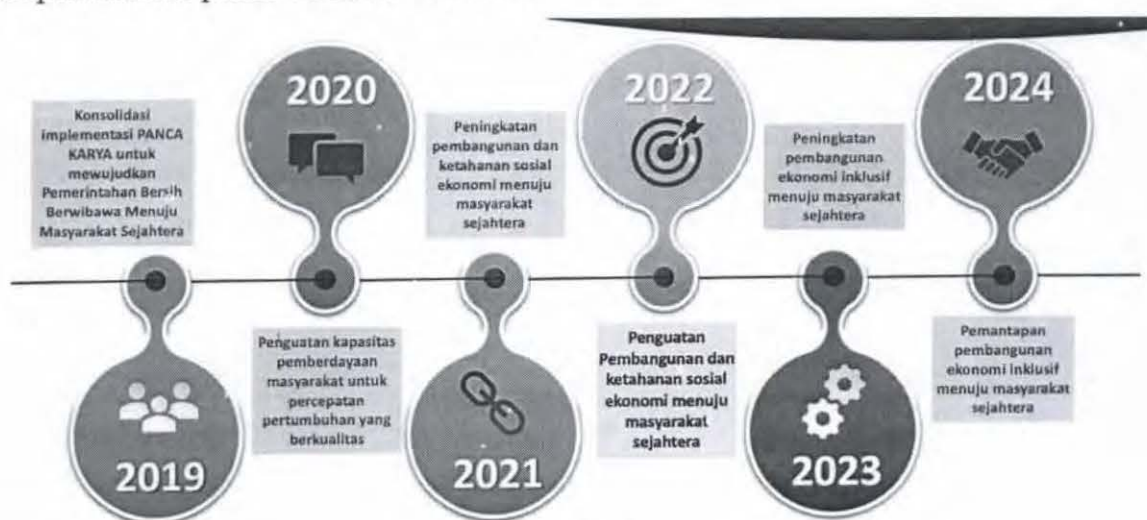 Konsolidasi
implementasi PANCA
KARYA untuk
mewujudkan
Pemerintahan Bersih
Berwibawa Menuju
Masyarakat Sejahtera
2019
2020
Penguatan kapasitas
pemberdayaan
masyarakat untuk
percepatan
pertumbuhan yang
berkualitas
Peningkatan
pembangunan dan
ketahanan sosial
ekonomi menuju
masyarakat
sejahtera
2021
2022
Penguatan
Pembangunan dan
ketahanan sosial
ekonomi menuju
masyarakat
sejahtera
Peningkatan
pembangunan
ekonomi inklusif
menuju masyarakat
sejahtera
2023
2024
Pemantapan
pembangunan
ekonomi inklusif
menuju masyarakat
sejahtera